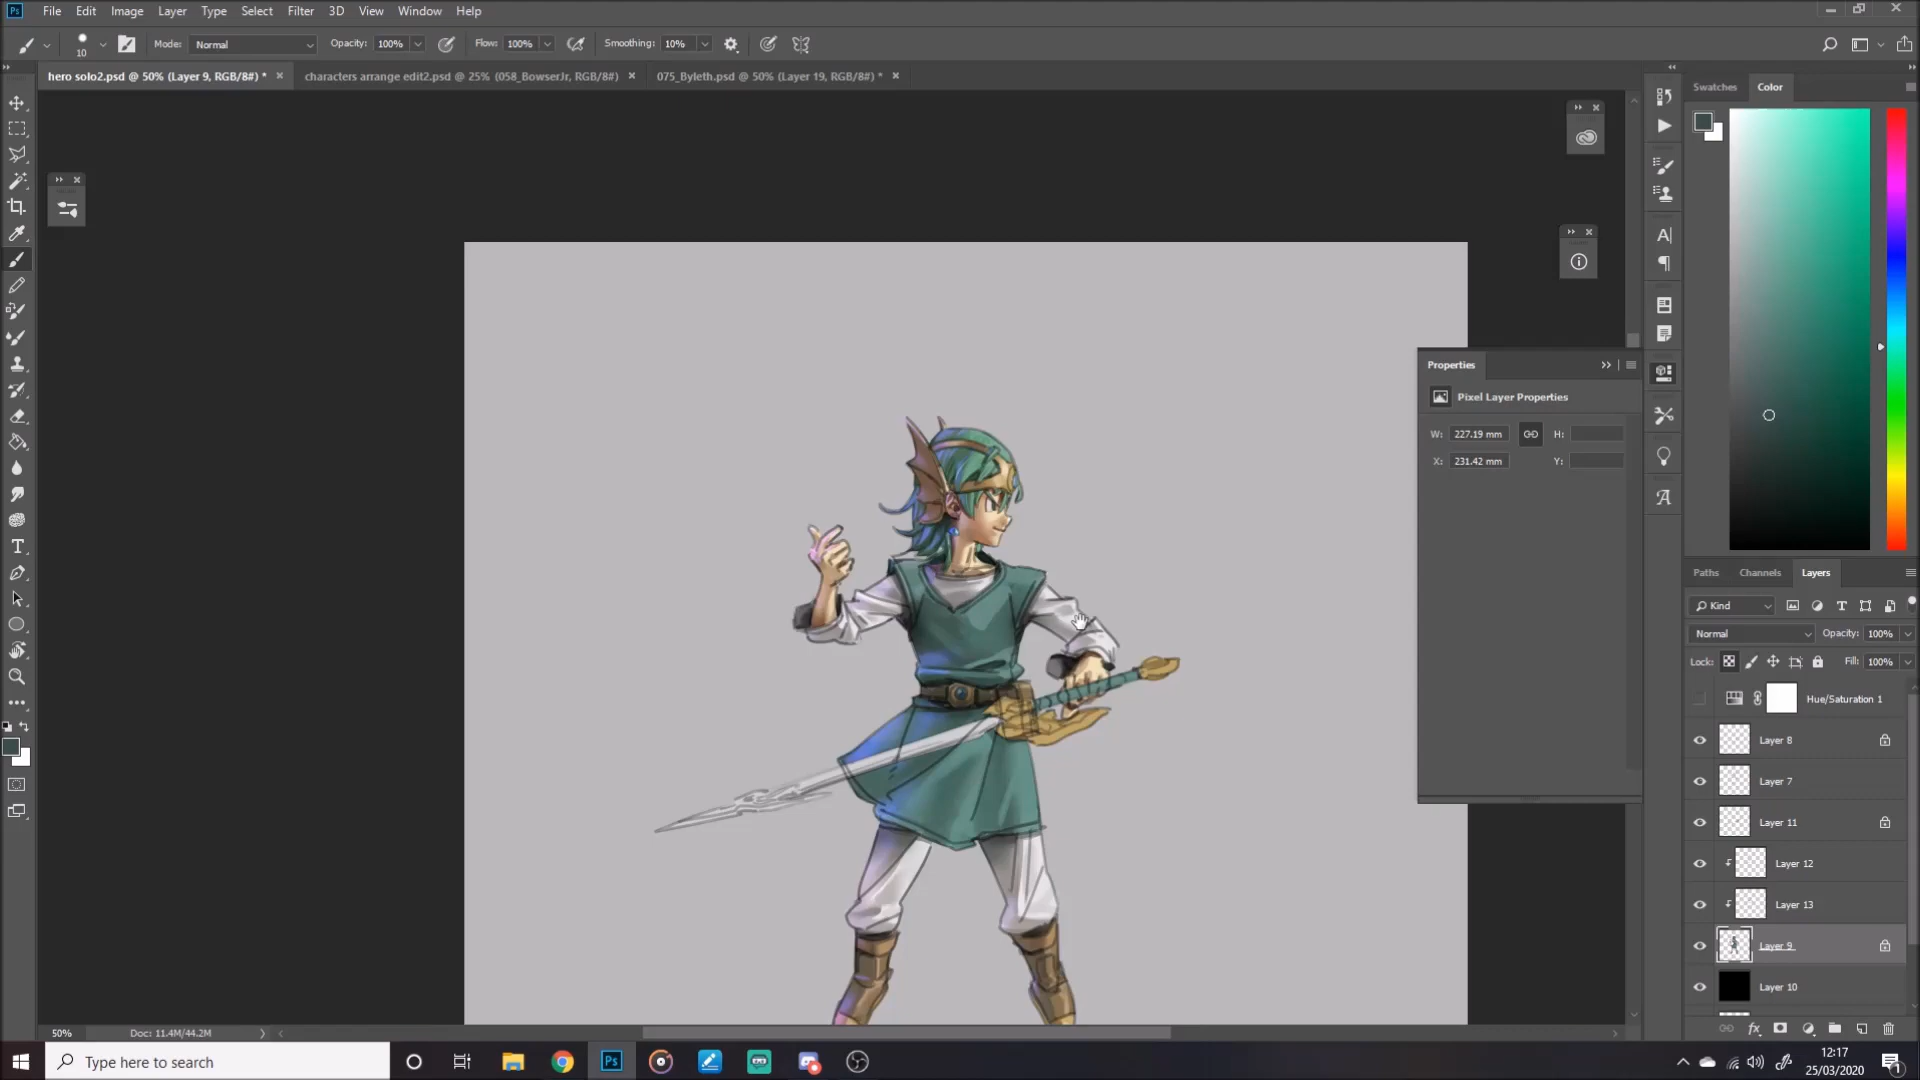 Ps File Edit Image Layer Type Select Filter 3D View Window Help
10 Mode: Normal Opacity: 100% Flow: 100% Smoothing: 10%
hero solo2.psd @ 50% (Layer 9, RGB/8#) * characters arrange edit2.psd @ 25% (058_BowserJr, RGB/8#) 075_Byleth.psd @ 50% (Layer 19, RGB/8#) *
Swatches Color
Properties
Pixel Layer Properties
W: 227.19 mm H:
X: 231.42 mm Y:
Paths Channels Layers
Kind
Normal Opacity: 100%
Lock: Fill: 100%
Hue/Saturation 1
Layer 8
Layer 7
Layer 11
Layer 12
Layer 13
Layer 9
Layer 10
50% Doc: 11.4M/44.2M
Type here to search
Ps
12:17
25/03/2020
1